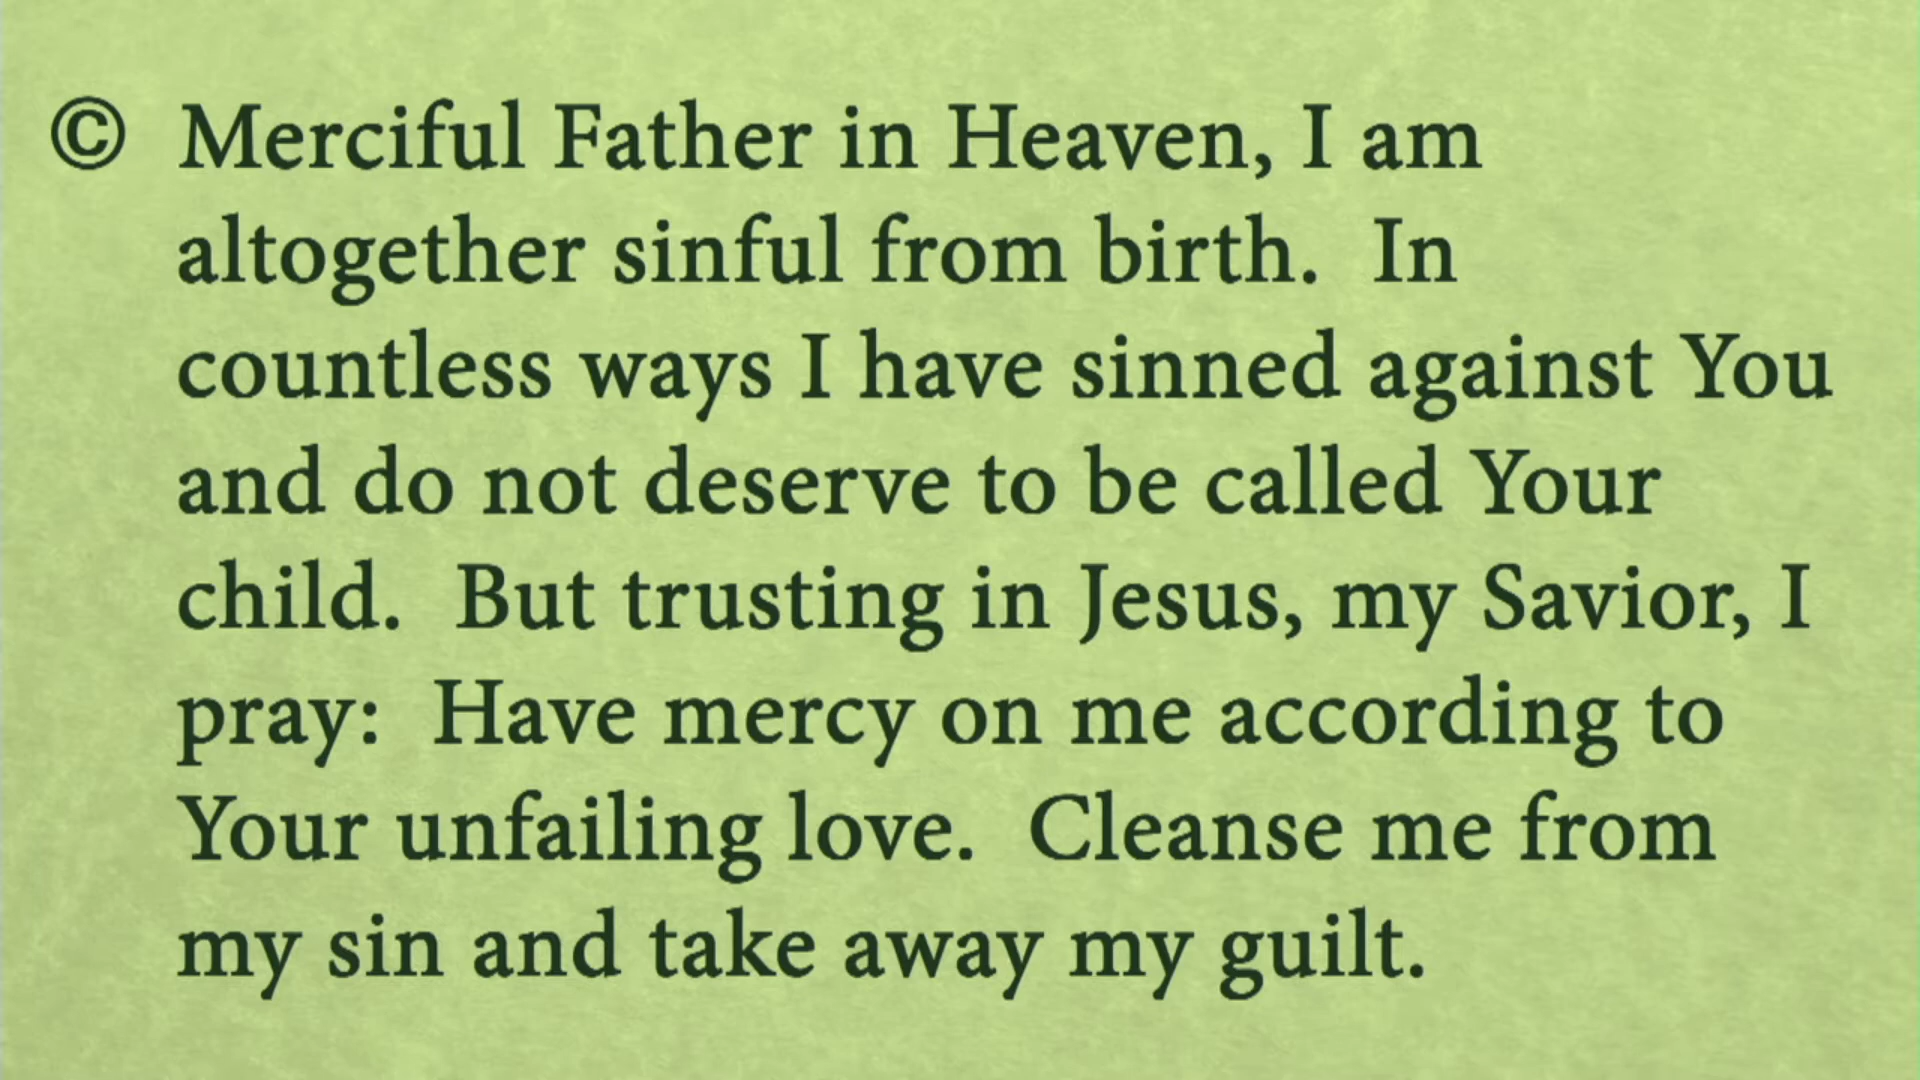 © Merciful Father in Heaven, I am
altogether sinful from birth.  In
countless ways I have sinned against You
and do not deserve to be called Your
child.  But trusting in Jesus, my Savior, I
pray:  Have mercy on me according to
Your unfailing love.  Cleanse me from
my sin and take away my guilt.